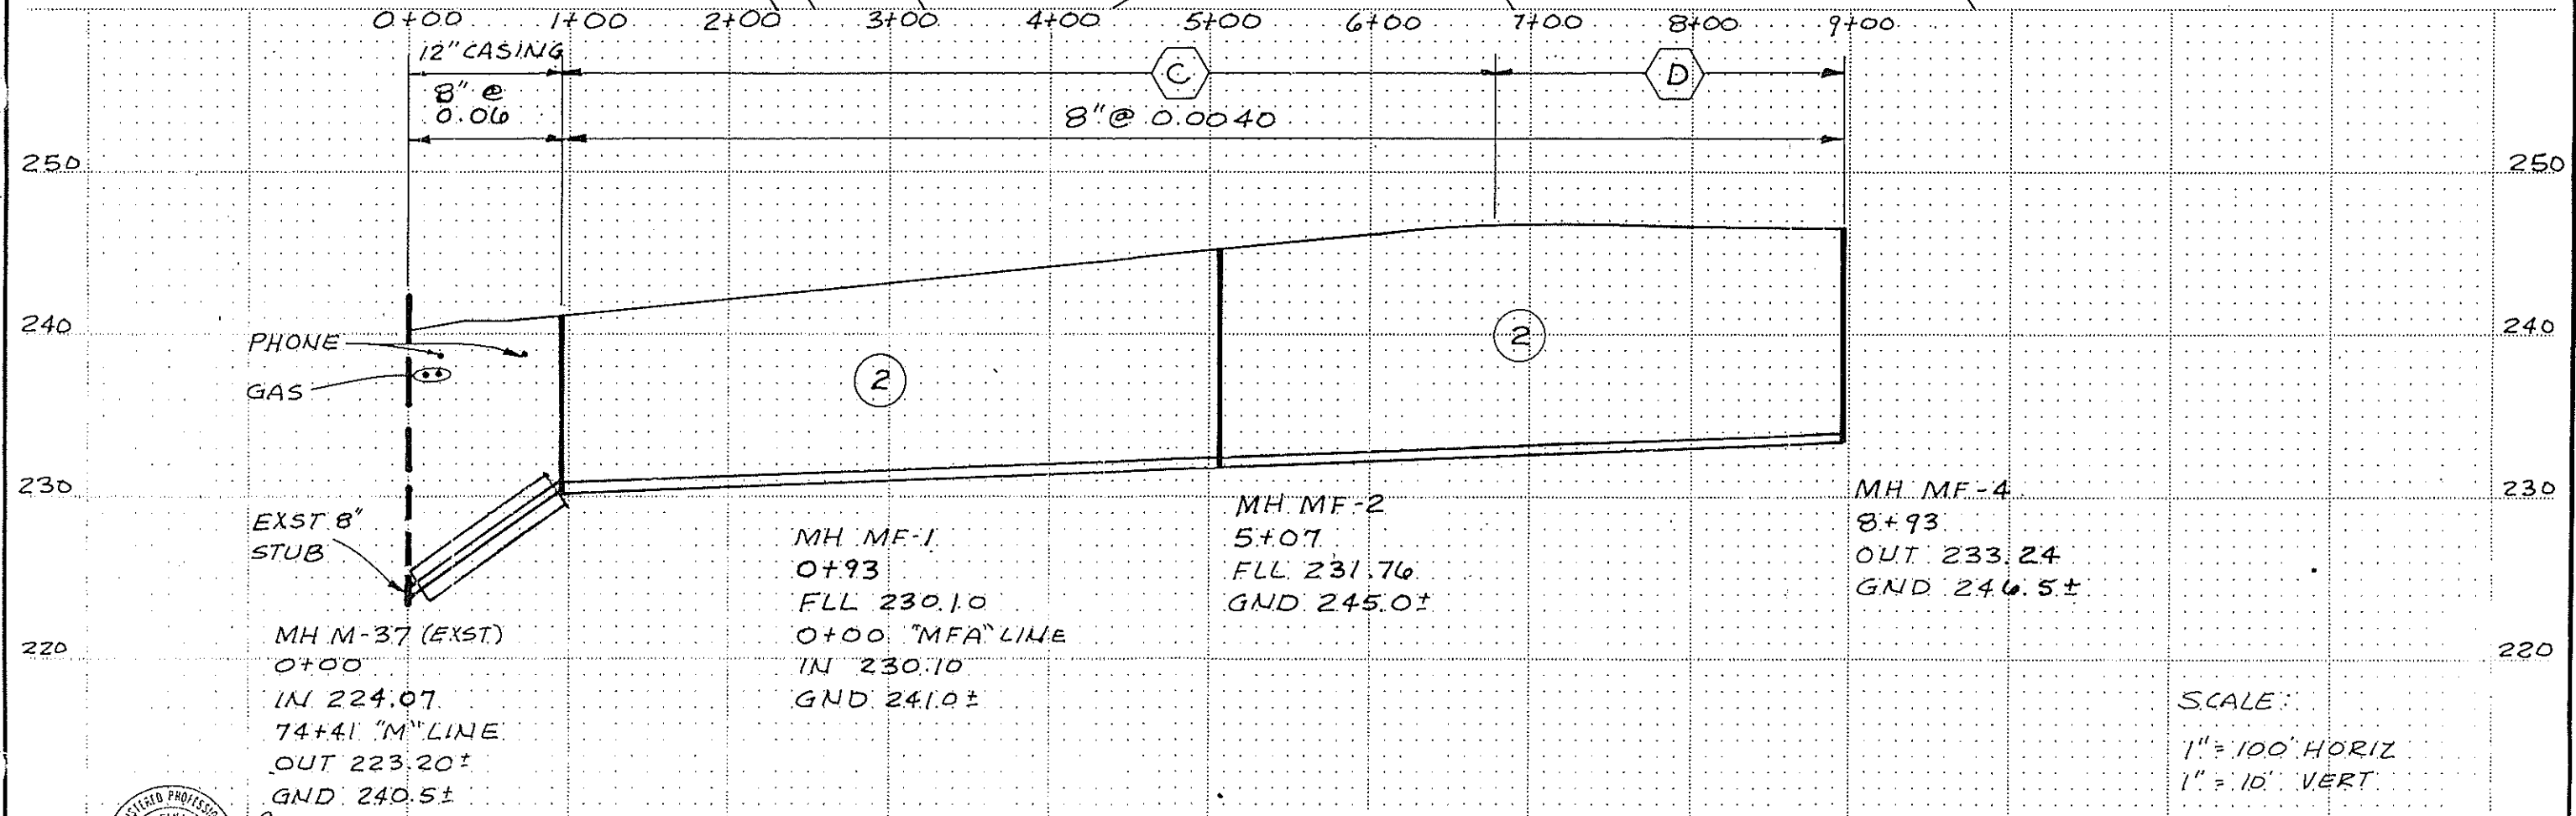 0+00 1+00 2+00 3+00 4+00 5+00 6+00 7+00 8+00 9+00
12" CASING
C
D
8" @
0.06
8" @ 0.0040
250
250
240
240
PHONE
GAS
2
2
230
230
EXST 8"
STUB
MH MF-1
0+93
FLL 230.10
0+00 "MFA" LINE
IN 230.10
GND 241.0±
MH MF-2
5+07
FLL 231.76
GND 245.0±
MH MF-4
8+93
OUT 233.24
GND 246.5±
220
220
MH M-37 (EXST)
0+00
IN 224.07
74+41 "M" LINE
OUT 223.20±
GND 240.5±
SCALE:
1" = 100' HORIZ
1" = 10' VERT